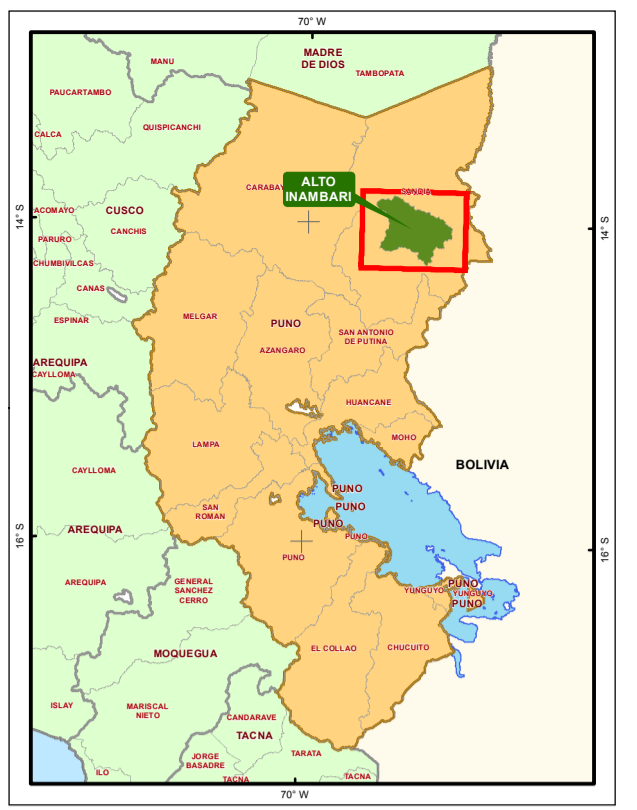 70° W
MADRE
DE DIOS
MANU
TAMBOPATA
PAUCARTAMBO
QUISPICANCHI
CALCA
ALTO
INAMBARI
CARABAY
SANDIA
14° S
14° S
ACOMAYO
CUSCO
CANCHIS
PARURO
CHUMBIVILCAS
CANAS
ESPINAR
MELGAR
PUNO
SAN ANTONIO
DE PUTINA
AZANGARO
AREQUIPA
CAYLLOMA
HUANCANE
MOHO
LAMPA
BOLIVIA
CAYLLOMA
PUNO
SAN
ROMAN
PUNO
PUNO
AREQUIPA
PUNO
16° S
16° S
PUNO
AREQUIPA
GENERAL
SANCHEZ
CERRO
PUNO
YUNGUYO
YUNGUYO
PUNO
MOQUEGUA
EL COLLAO
CHUCUITO
ISLAY
MARISCAL
NIETO
CANDARAVE
TACNA
JORGE
BASADRE
TARATA
ILO
TACNA
TACNA
70° W